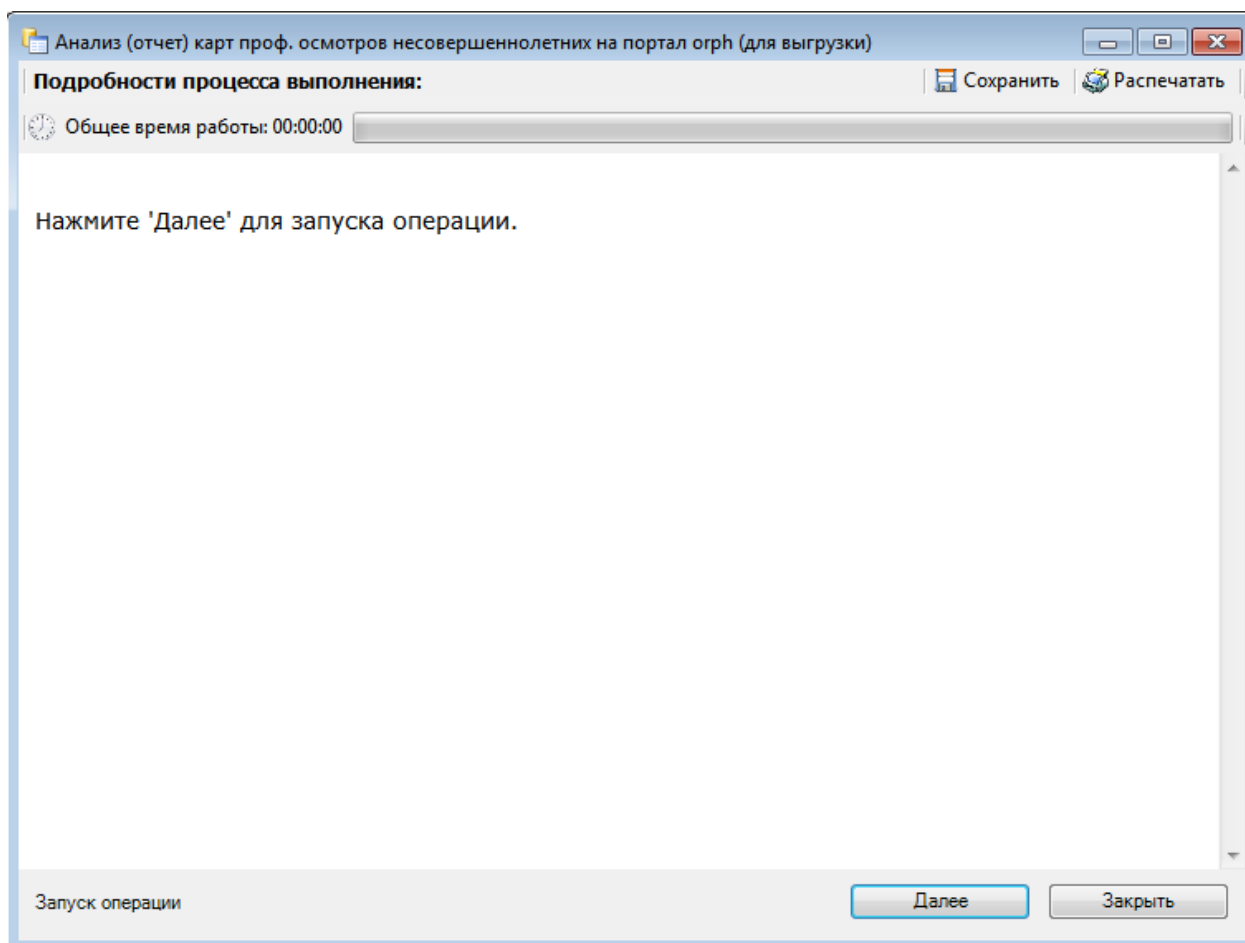 Анализ (отчет) карт проф. осмотров несовершеннолетних на портал orph (для выгрузки)
Подробности процесса выполнения: Сохранить Распечатать
Общее время работы: 00:00:00
Нажмите 'Далее' для запуска операции.
Запуск операции Далее Закрыть